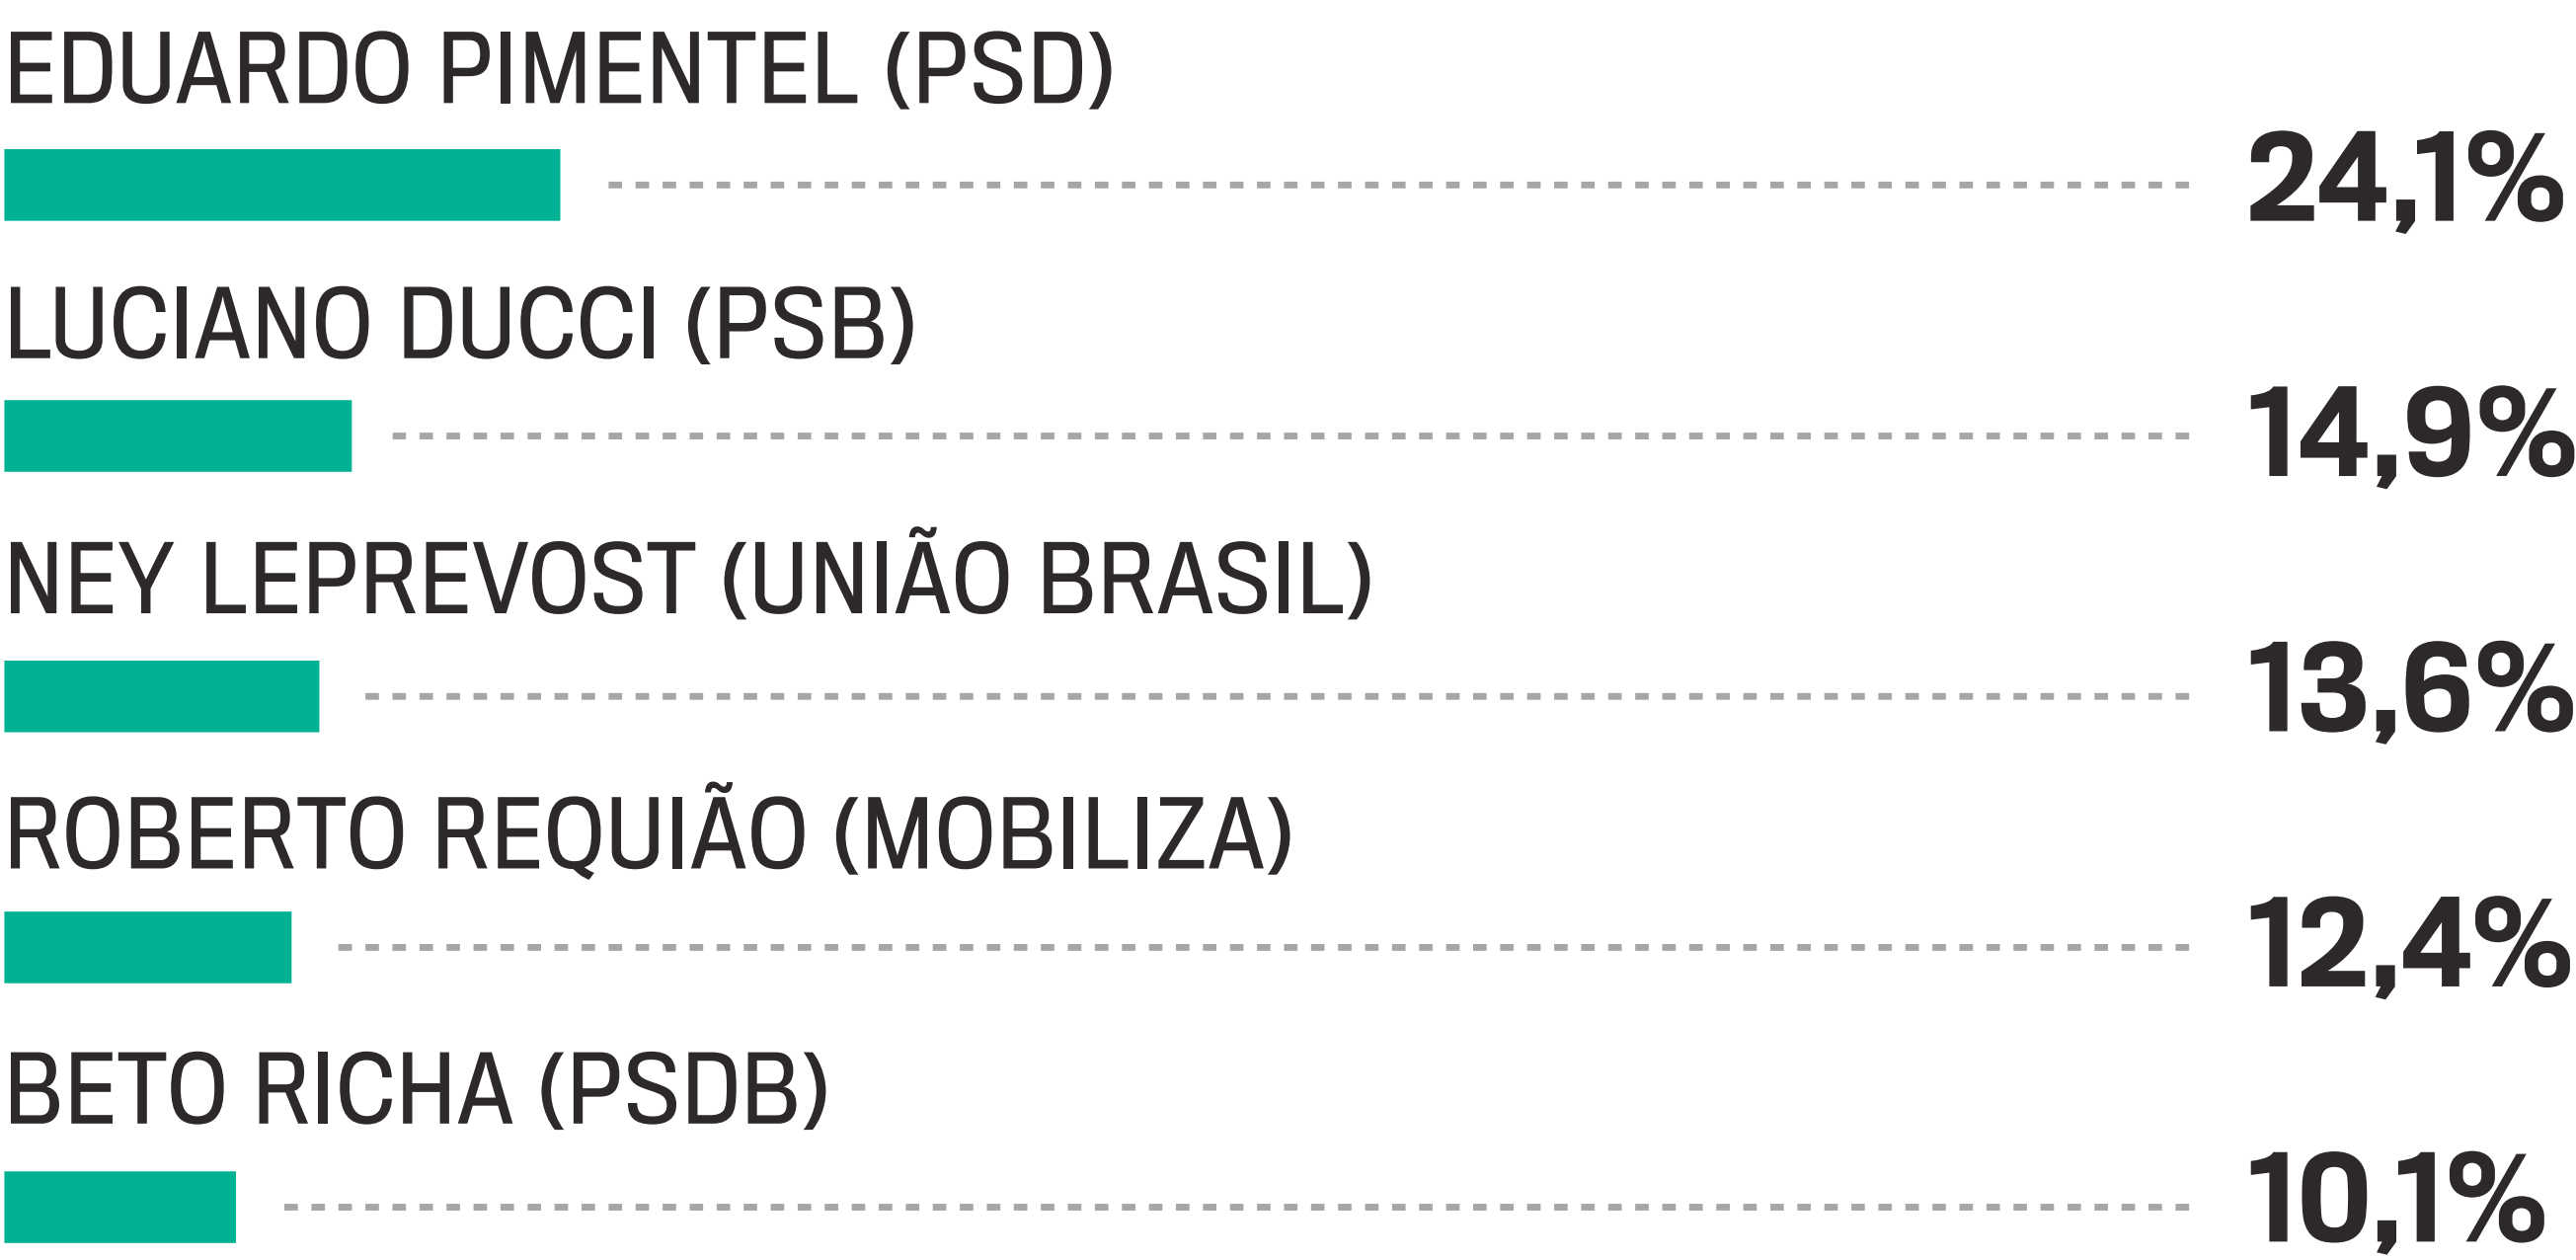 EDUARDO PIMENTEL (PSD)
24,1%
LUCIANO DUCCI (PSB)
14,9%
NEY LEPREVOST (UNIÃO BRASIL)
13,6%
ROBERTO REQUIÃO (MOBILIZA)
12,4%
BETO RICHA (PSDB)
10,1%